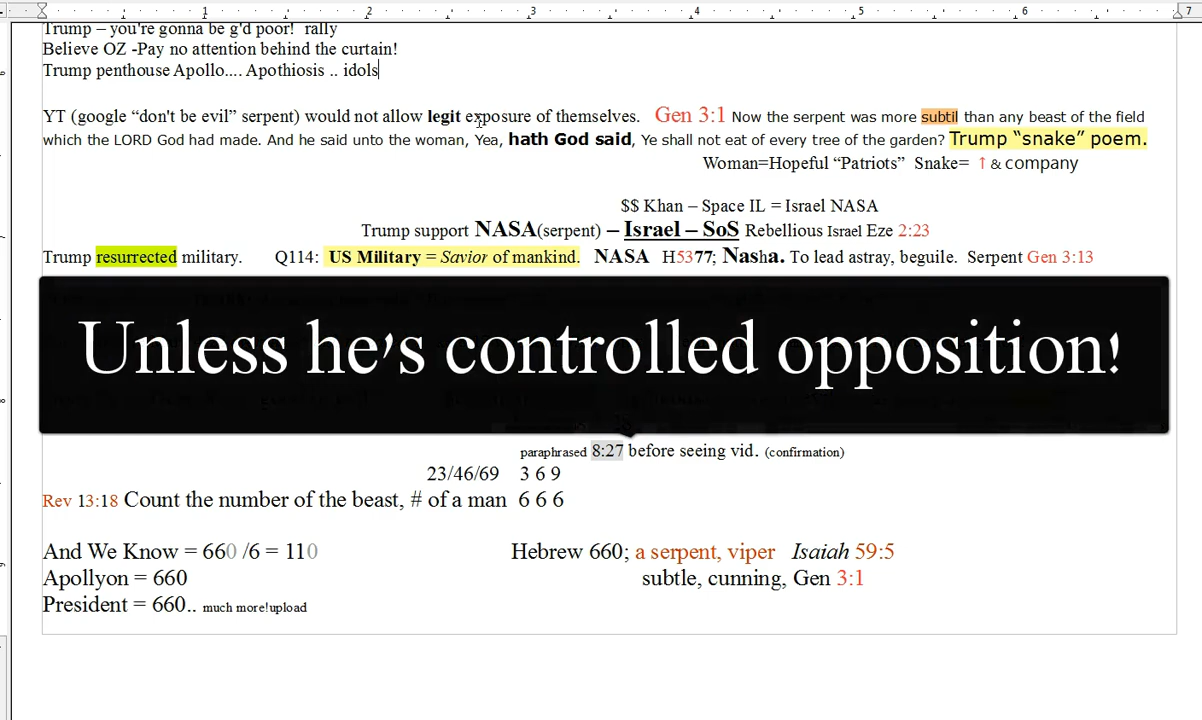 1 2 3 4 5 6 7
Trump – you're gonna be g'd poor! rally
Believe OZ -Pay no attention behind the curtain!
Trump penthouse Apollo.... Apothiosis .. idols
YT (google “don't be evil” serpent) would not allow legit exposure of themselves. Gen 3:1 Now the serpent was more subtil than any beast of the field
which the LORD God had made. And he said unto the woman, Yea, hath God said, Ye shall not eat of every tree of the garden? Trump “snake” poem.
Woman=Hopeful “Patriots” Snake= ↑ & company
$$ Khan – Space IL = Israel NASA
Trump support NASA(serpent) – Israel – SoS Rebellious Israel Eze 2:23
Trump resurrected military. Q114: US Military = Savior of mankind. NASA H5377; Nasha. To lead astray, beguile. Serpent Gen 3:13
Unless he's controlled opposition!
paraphrased 8:27 before seeing vid. (confirmation)
23/46/69 3 6 9
Rev 13:18 Count the number of the beast, # of a man 6 6 6
And We Know = 660 /6 = 110 Hebrew 660; a serpent, viper Isaiah 59:5
Apollyon = 660 subtle, cunning, Gen 3:1
President = 660.. much more!upload